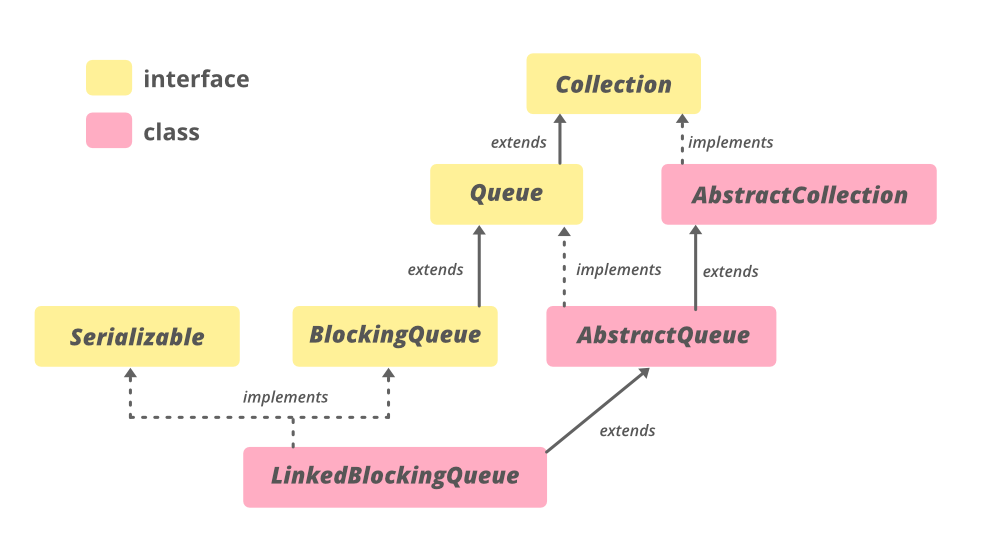 interface
class
Collection
extends
implements
Queue
AbstractCollection
extends
implements
extends
Serializable
BlockingQueue
AbstractQueue
implements
extends
LinkedBlockingQueue